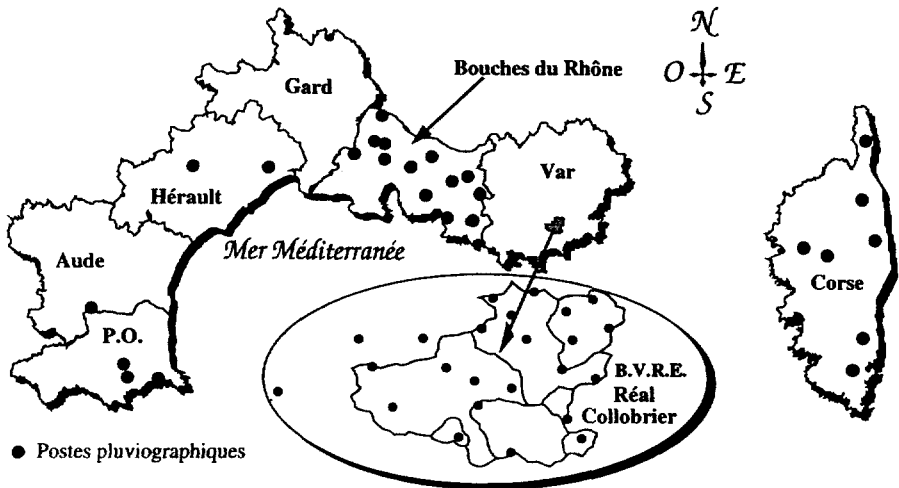 N
O E
S
Gard
Bouches du Rhône
Var
Hérault
Mer Méditerranée
Aude
Corse
P.O.
B.V.R.E.
Réal
Collobrier
Postes pluviographiques